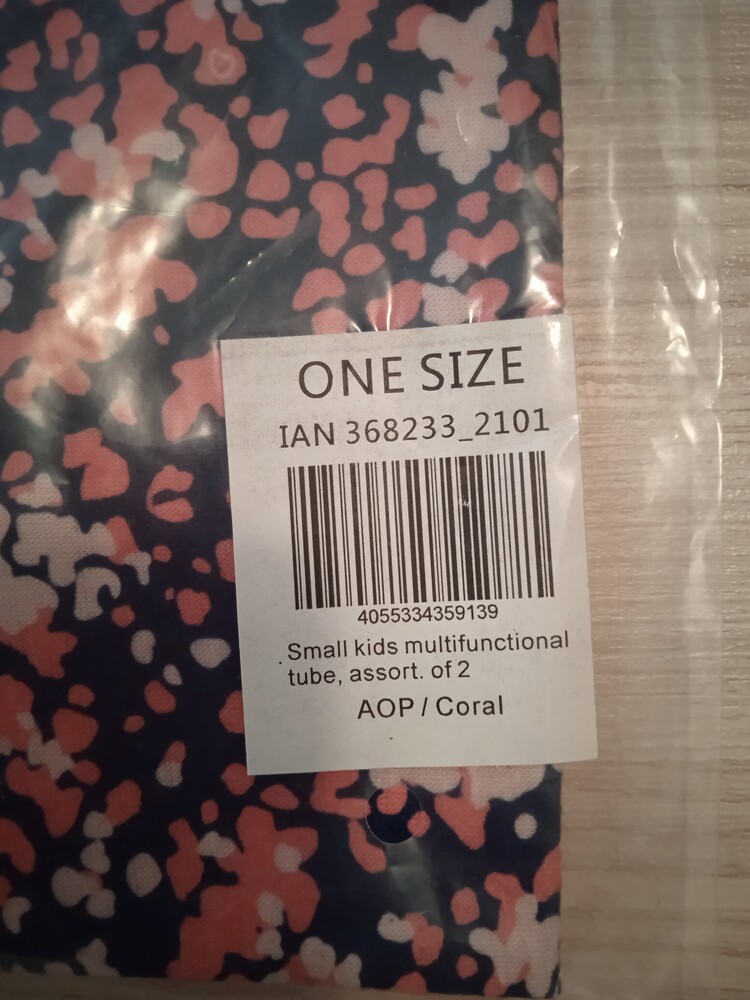 ONE SIZE
IAN 368233_2101
4055334359139
Small kids multifunctional
tube, assort. of 2
AOP / Coral